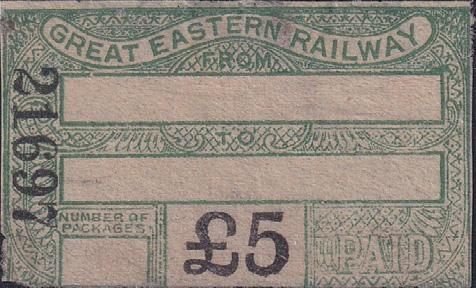 GREAT EASTERN RAILWAY
FROM
21697
TO
NUMBER OF
PACKAGES
£5
PAID